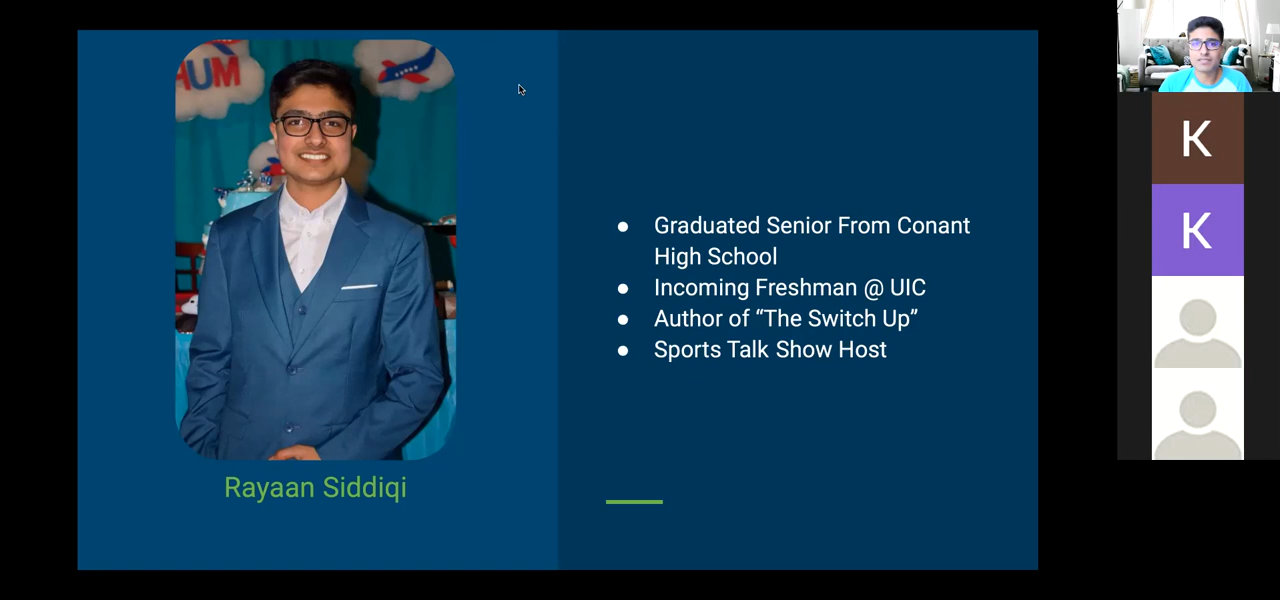 HUM
Rayaan Siddiqi
● Graduated Senior From Conant
High School
● Incoming Freshman @ UIC
● Author of “The Switch Up”
● Sports Talk Show Host
K
K